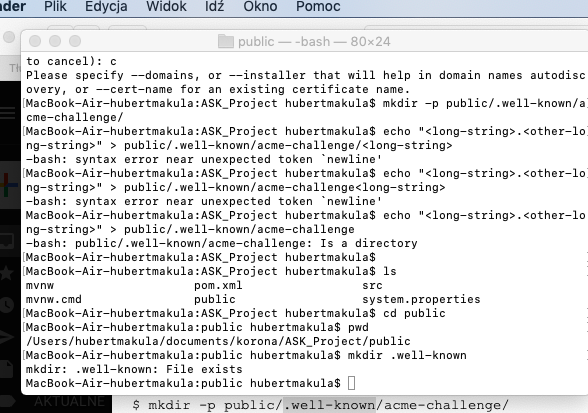 nder Plik Edycja Widok Idź Okno Pomoc
public — -bash — 80×24
to cancel): c
Please specify --domains, or --installer that will help in domain names autodisc
overy, or --cert-name for an existing certificate name.
[MacBook-Air-hubertmakula:ASK_Project hubertmakula$ mkdir -p public/.well-known/a
cme-challenge/
[MacBook-Air-hubertmakula:ASK_Project hubertmakula$ echo "<long-string>.<other-lo
ng-string>" > public/.well-known/acme-challenge/<long-string>
-bash: syntax error near unexpected token `newline'
[MacBook-Air-hubertmakula:ASK_Project hubertmakula$ echo "<long-string>.<other-lo
ng-string>" > public/.well-known/acme-challenge<long-string>
-bash: syntax error near unexpected token `newline'
MacBook-Air-hubertmakula:ASK_Project hubertmakula$ echo "<long-string>.<other-lo
ng-string>" > public/.well-known/acme-challenge
-bash: public/.well-known/acme-challenge: Is a directory
[MacBook-Air-hubertmakula:ASK_Project hubertmakula$
[MacBook-Air-hubertmakula:ASK_Project hubertmakula$ ls
mvnw pom.xml src
mvnw.cmd public system.properties
[MacBook-Air-hubertmakula:ASK_Project hubertmakula$ cd public
[MacBook-Air-hubertmakula:public hubertmakula$ pwd
/Users/hubertmakula/documents/korona/ASK_Project/public
[MacBook-Air-hubertmakula:public hubertmakula$ mkdir .well-known
mkdir: .well-known: File exists
MacBook-Air-hubertmakula:public hubertmakula$
AKTUALNE
$ mkdir -p public/.well-known/acme-challenge/